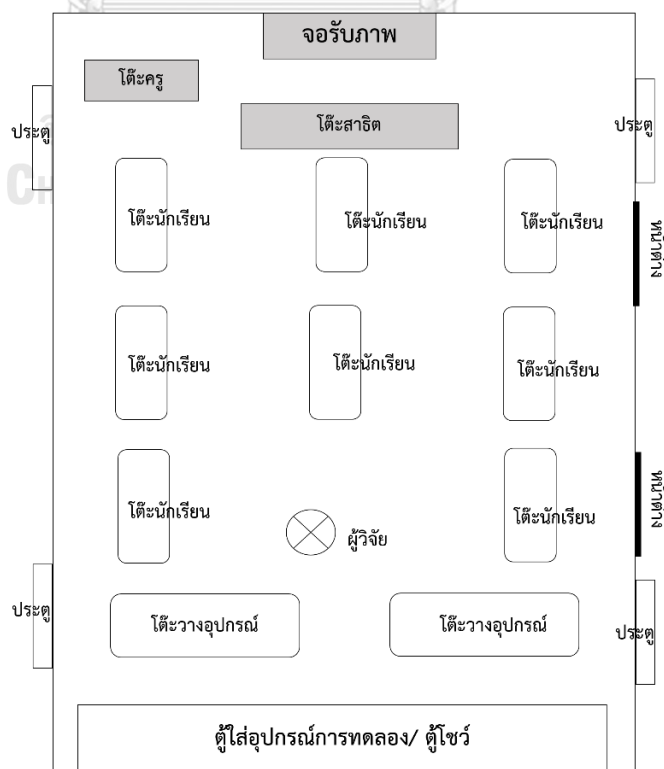 จอรับภาพ
โต๊ะครู
โต๊ะสาธิต
ประตู
ประตู
โต๊ะนักเรียน
โต๊ะนักเรียน
โต๊ะนักเรียน
หน้าต่าง
โต๊ะนักเรียน
โต๊ะนักเรียน
โต๊ะนักเรียน
โต๊ะนักเรียน
โต๊ะนักเรียน
หน้าต่าง
ผู้วิจัย
ประตู
โต๊ะวางอุปกรณ์
โต๊ะวางอุปกรณ์
ประตู
ตู้ใส่อุปกรณ์การทดลอง/ ตู้โชว์